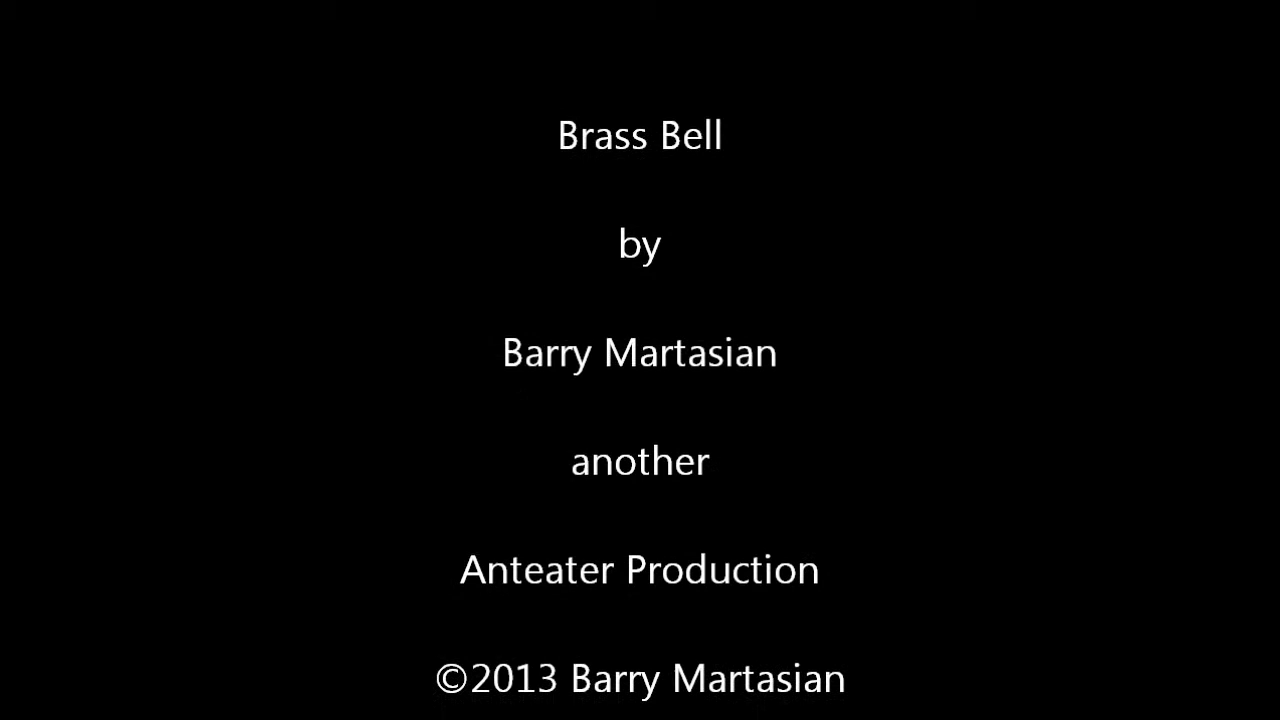 Brass Bell
by
Barry Martasian
another
Anteater Production
©2013 Barry Martasian